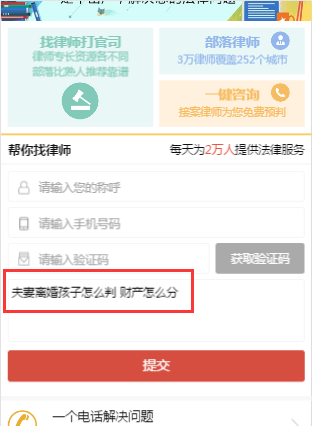 找律师打官司
律师专长资源各不同
部落比熟人推荐靠谱
部落律师
3万律师覆盖252个城市
一键咨询
接案律师为您免费预判
帮你找律师
每天为2万人提供法律服务
请输入您的称呼
请输入手机号码
请输入验证码
获取验证码
夫妻离婚孩子怎么判 财产怎么分
提交
一个电话解决问题